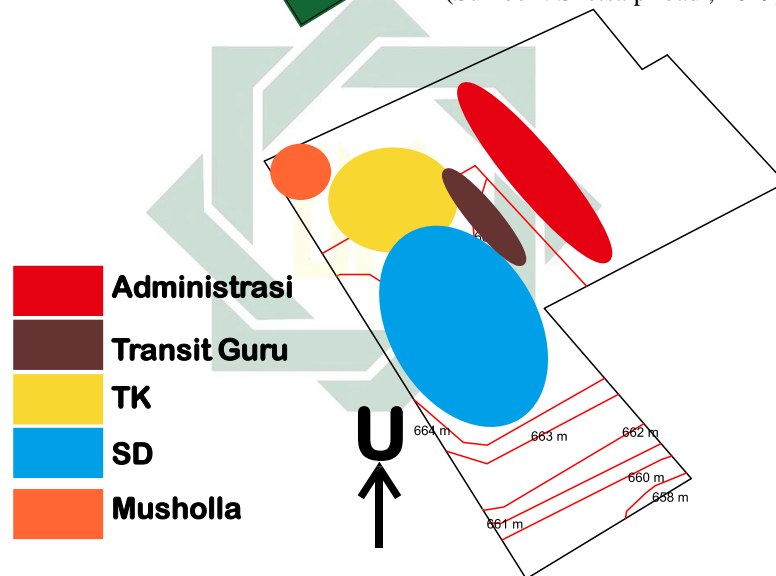 Administrasi
Transit Guru
TK
SD
Musholla
U
664 m
663 m
662 m
660 m
658 m
661 m